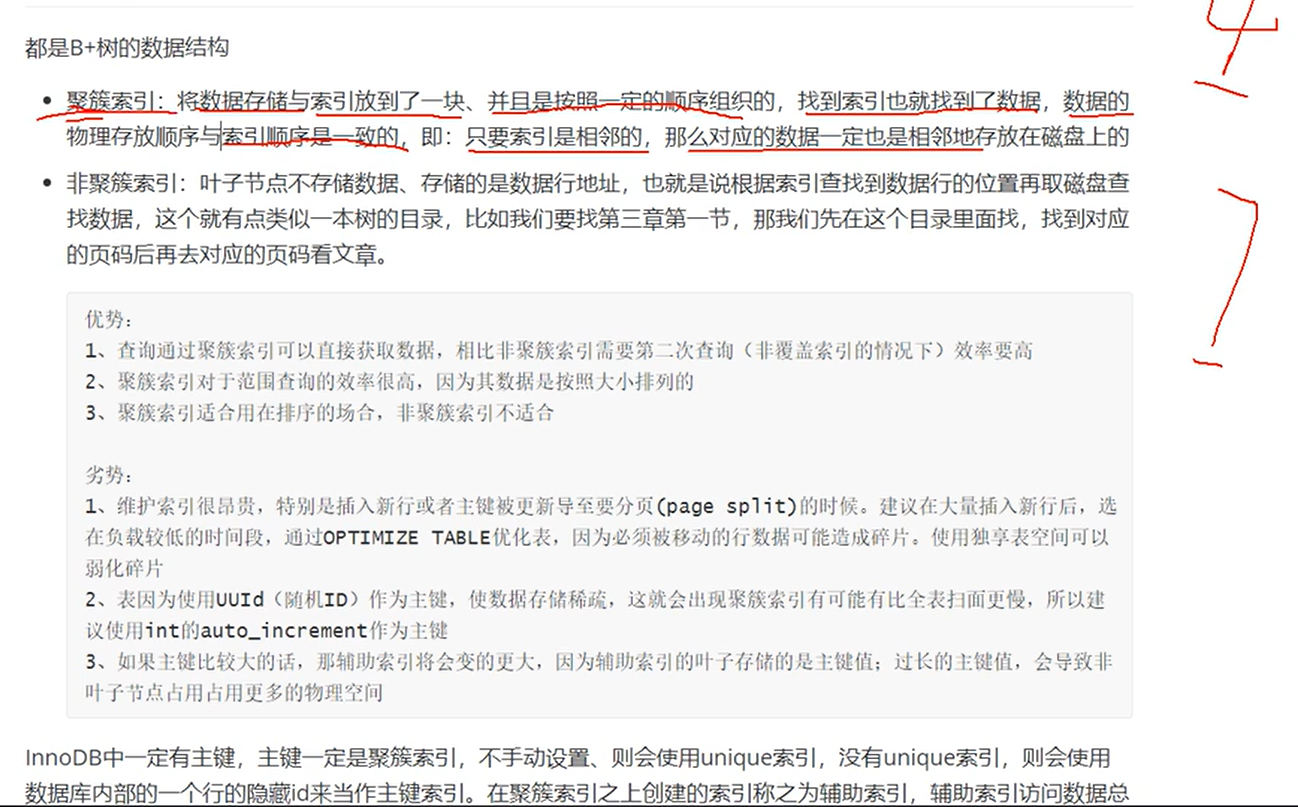 都是B+树的数据结构
聚簇索引：将数据存储与索引放到了一块、并且是按照一定的顺序组织的，找到索引也就找到了数据，数据的
物理存放顺序与索引顺序是一致的，即：只要索引是相邻的，那么对应的数据一定也是相邻地存放在磁盘上的
非聚簇索引：叶子节点不存储数据、存储的是数据行地址，也就是说根据索引查找到数据行的位置再取磁盘查
找数据，这个就有点类似一本树的目录，比如我们要找第三章第一节，那我们先在这个目录里面找，找到对应
的页码后再去对应的页码看文章。
优势：
1、查询通过聚簇索引可以直接获取数据，相比非聚簇索引需要第二次查询（非覆盖索引的情况下）效率要高
2、聚簇索引对于范围查询的效率很高，因为其数据是按照大小排列的
3、聚簇索引适合用在排序的场合，非聚簇索引不适合
劣势：
1、维护索引很昂贵，特别是插入新行或者主键被更新导至要分页(page split)的时候。建议在大量插入新行后，选
在负载较低的时间段，通过OPTIMIZE TABLE优化表，因为必须被移动的行数据可能造成碎片。使用独享表空间可以
弱化碎片
2、表因为使用UUId（随机ID）作为主键，使数据存储稀疏，这就会出现聚簇索引有可能有比全表扫面更慢，所以建
议使用int的auto_increment作为主键
3、如果主键比较大的话，那辅助索引将会变的更大，因为辅助索引的叶子存储的是主键值；过长的主键值，会导致非
叶子节点占用占用更多的物理空间
InnoDB中一定有主键，主键一定是聚簇索引，不手动设置、则会使用unique索引，没有unique索引，则会使用
数据库内部的一个行的隐藏id来当作主键索引。在聚簇索引之上创建的索引称之为辅助索引，辅助索引访问数据总